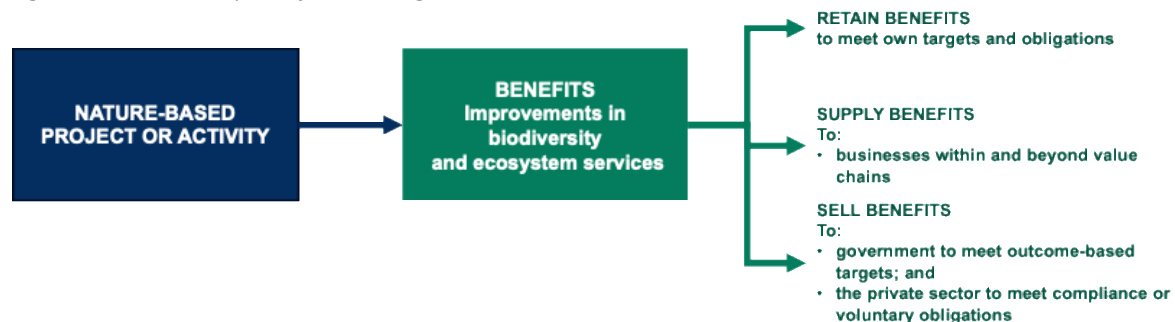 NATURE-BASED
PROJECT OR ACTIVITY
BENEFITS
Improvements in
biodiversity
and ecosystem services
RETAIN BENEFITS
to meet own targets and obligations
SUPPLY BENEFITS
To:
• businesses within and beyond value
chains
SELL BENEFITS
To:
• government to meet outcome-based
targets; and
• the private sector to meet compliance or
voluntary obligations